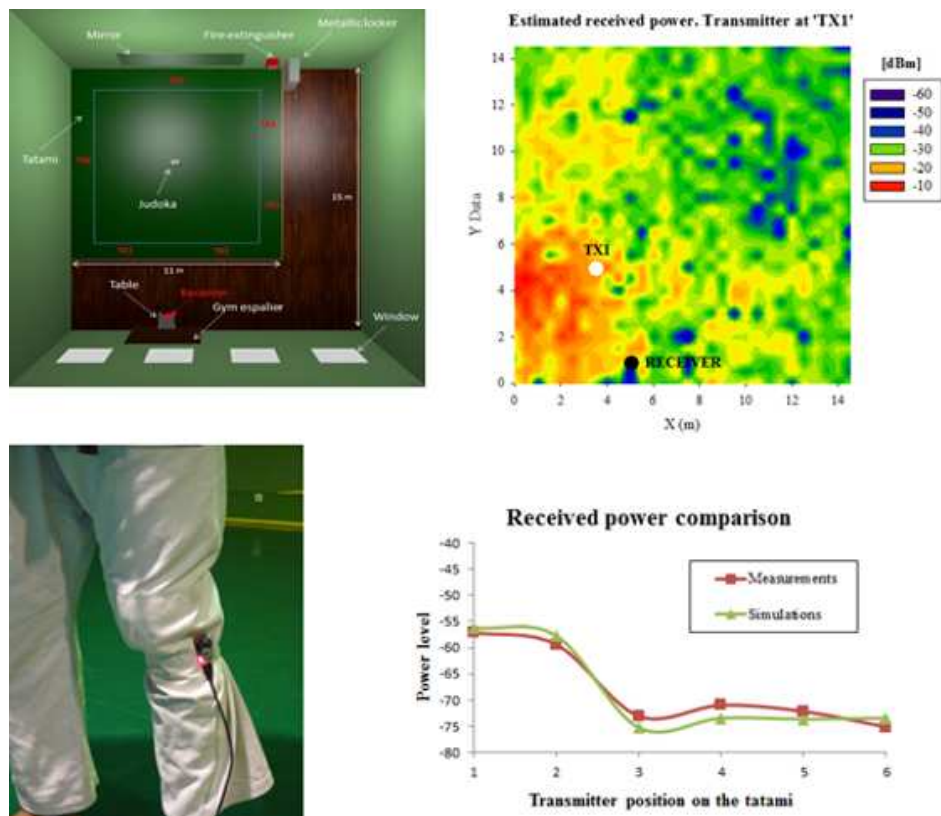 Mirror
Fire extinguisher
Metallic locker
Tatami
Judoka
15 m
11 m
Table
Receiver
Gym espalier
Window
Estimated received power. Transmitter at 'TX1'
[dBm]
-60
-50
-40
-30
-20
-10
14
12
10
8
6
4
2
0
Y Data
TX1
RECEIVER
0 2 4 6 8 10 12 14
X (m)
Received power comparison
-40
-45
-50
-55
-60
-65
-70
-75
-80
Power level
Measurements
Simulations
1 2 3 4 5 6
Transmitter position on the tatami